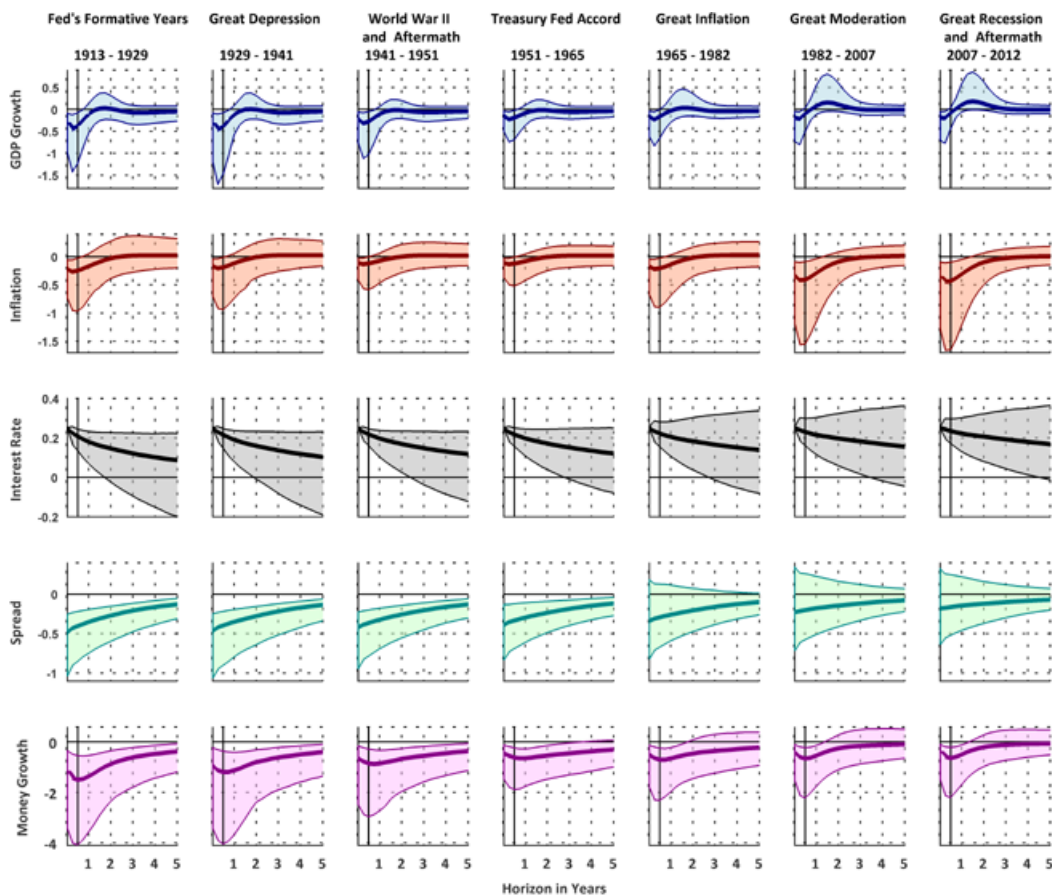 Fed's Formative Years
1913 - 1929
Great Depression
1929 - 1941
World War II
and Aftermath
1941 - 1951
Treasury Fed Accord
1951 - 1965
Great Inflation
1965 - 1982
Great Moderation
1982 - 2007
Great Recession
and Aftermath
2007 - 2012
GDP Growth
0.5
0
-0.5
-1
-1.5
Inflation
0
-0.5
-1
-1.5
Interest Rate
0.4
0.2
0
-0.2
Spread
0
-0.5
-1
Money Growth
0
-2
-4
1 2 3 4 5
1 2 3 4 5
1 2 3 4 5
1 2 3 4 5
1 2 3 4 5
1 2 3 4 5
1 2 3 4 5
Horizon in Years